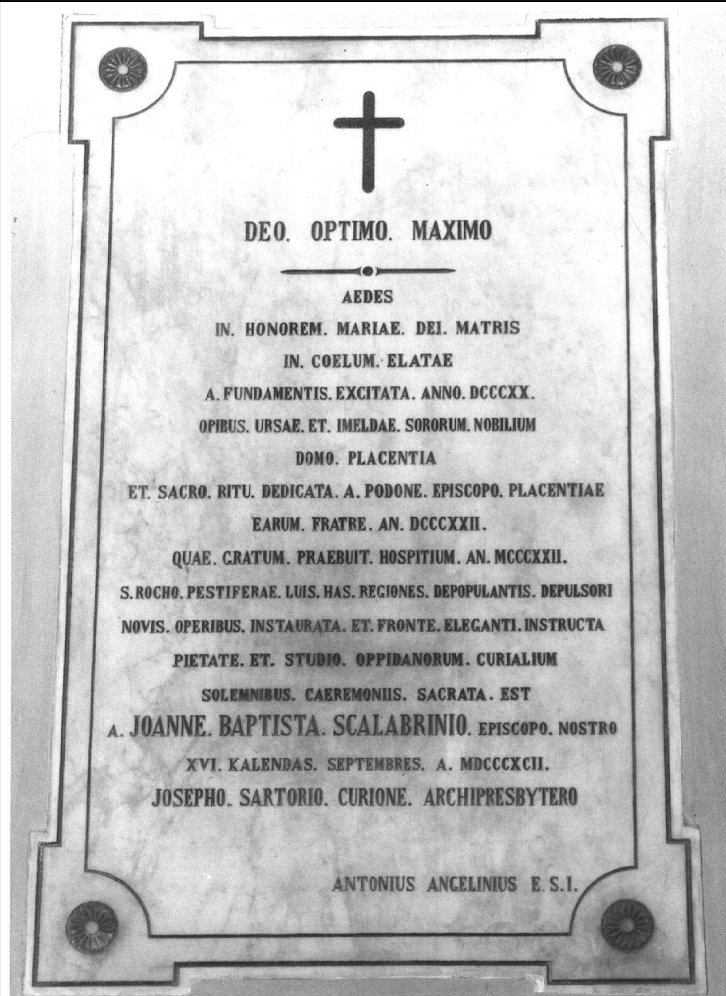 DEO. OPTIMO. MAXIMO
AEDES
IN. HONOREM. MARIAE. DEI. MATRIS
IN. COELUM. ELATAE
A. FUNDAMENTIS. EXCITATA. ANNO. DCCCXX.
OPIBUS. URSAE. ET. IMELDAE. SORORUM. NOBILIUM
DOMO. PLACENTIA
ET. SACRO. RITU. DEDICATA. A. PODONE. EPISCOPO. PLACENTIAE
EARUM. FRATRE. AN. DCCCXXII.
QUAE. GRATUM. PRAEBUIT. HOSPITIUM. AN. MCCCXXII.
S. ROCHO. PESTIFERAE. LUIS. HAS. REGIONES. DEPOPULANTIS. DEPULSORI
NOVIS. OPERIBUS. INSTAURATA. ET. FRONTE. ELEGANTI. INSTRUCTA
PIETATE. ET. STUDIO. OPPIDANORUM. CURIALIUM
SOLEMNIBUS. CAEREMONIIS. SACRATA. EST
A. JOANNE. BAPTISTA. SCALABRINIO. EPISCOPO. NOSTRO
XVI. KALENDAS. SEPTEMBRES. A. MDCCCXCII.
JOSEPHO. SARTORIO. CURIONE. ARCHIPRESBYTERO
ANTONIUS ANGELINIUS E.S.I.